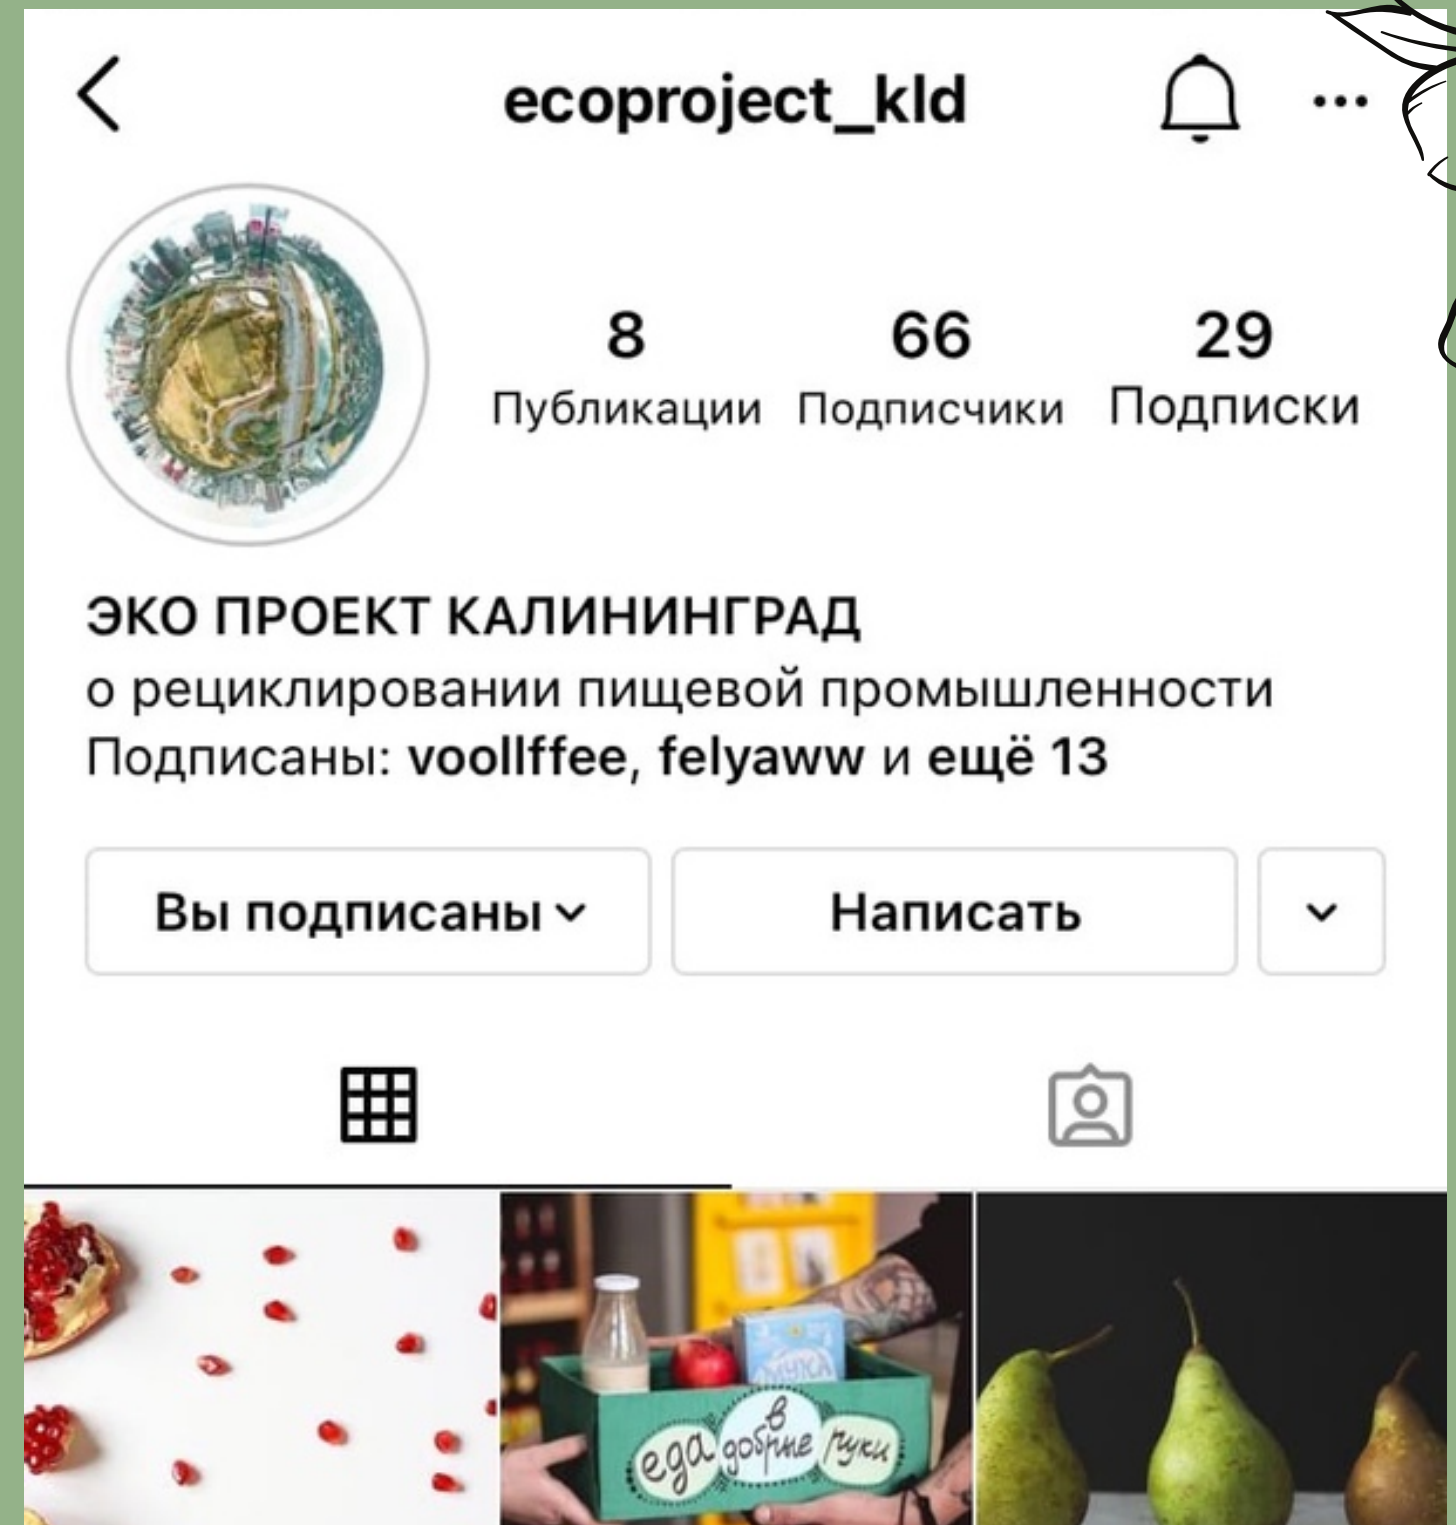 ecoproject_kld
8 66 29
Публикации Подписчики Подписки
ЭКО ПРОЕКТ КАЛИНИНГРАД
о рециклировании пищевой промышленности
Подписаны: voollffee, felyaww и ещё 13
Вы подписаны Написать
МУКА
еда в добрые руки